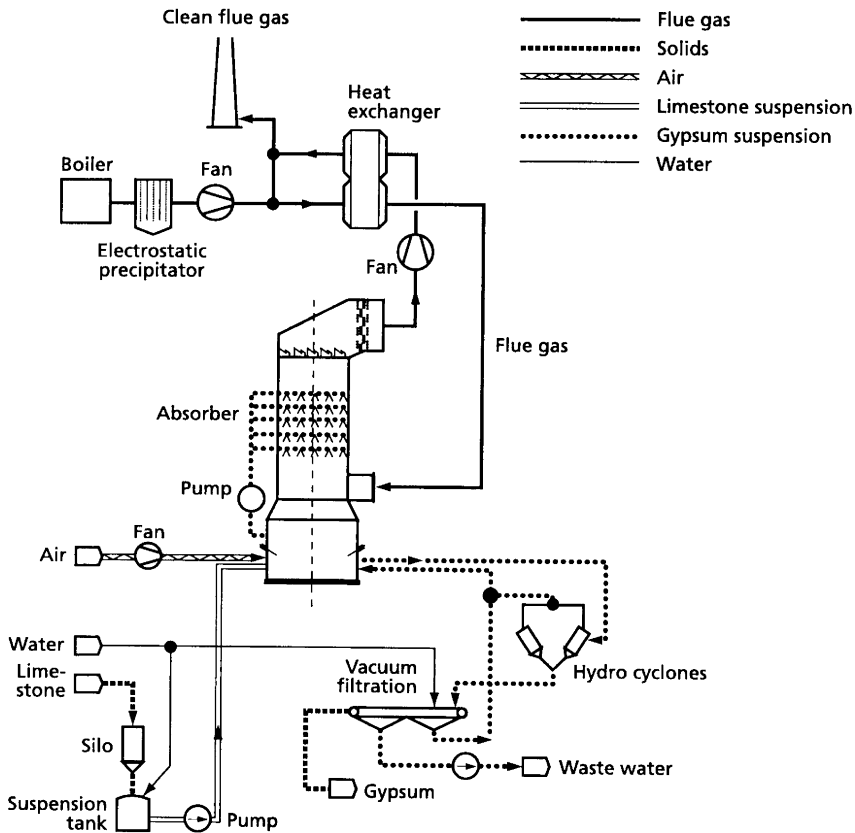 Clean flue gas
Flue gas
Solids
Air
Limestone suspension
Gypsum suspension
Water
Heat
exchanger
Boiler
Fan
Electrostatic
precipitator
Fan
Flue gas
Absorber
Pump
Fan
Air
Water
Lime-
stone
Vacuum
filtration
Hydro cyclones
Silo
Waste water
Gypsum
Suspension
tank
Pump